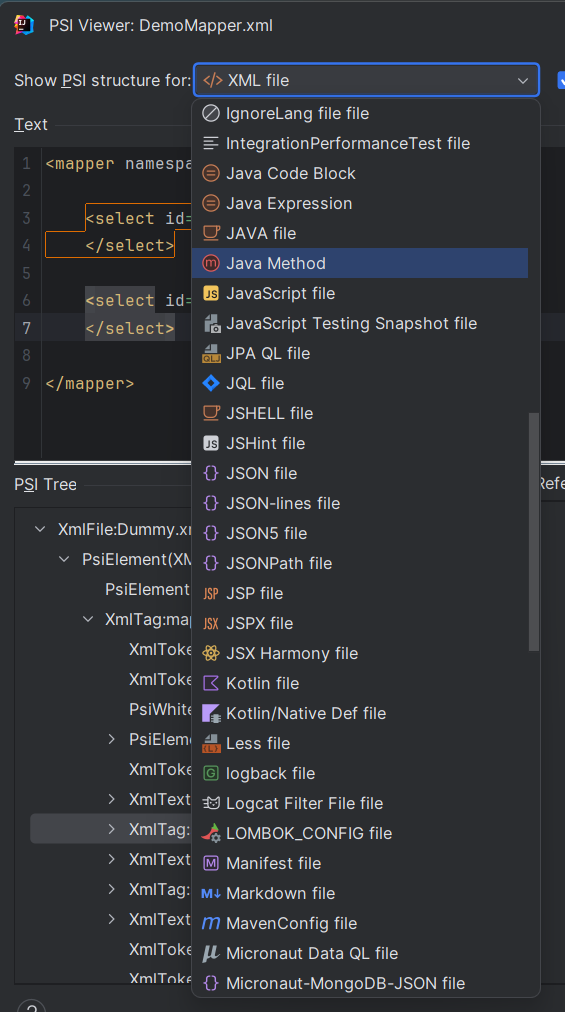 PSI Viewer: DemoMapper.xml
Show PSI structure for: XML file
IgnoreLang file file
Text
IntegrationPerformanceTest file
1 <mapper namespa
Java Code Block
2
Java Expression
3 <select id=
JAVA file
4 </select>
Java Method
5
JavaScript file
6 <select id=
JavaScript Testing Snapshot file
7 </select>
JPA QL file
8
JQL file
9 </mapper>
JSHELL file
JSHint file
JSON file
PSI Tree
Refe
JSON-lines file
XmlFile:Dummy.xm
JSON5 file
PsiElement(XM
JSONPath file
PsiElement
JSP file
XmlTag:map
JSPX file
XmlToke
JSX Harmony file
XmlToke
Kotlin file
PsiWhite
Kotlin/Native Def file
PsiEleme
Less file
XmlToke
logback file
XmlText
Logcat Filter File file
XmlTag:
LOMBOK_CONFIG file
XmlText
Manifest file
XmlTag:
Markdown file
XmlText
MavenConfig file
XmlToke
Micronaut Data QL file
XmlToke
Micronaut-MongoDB-JSON file
?